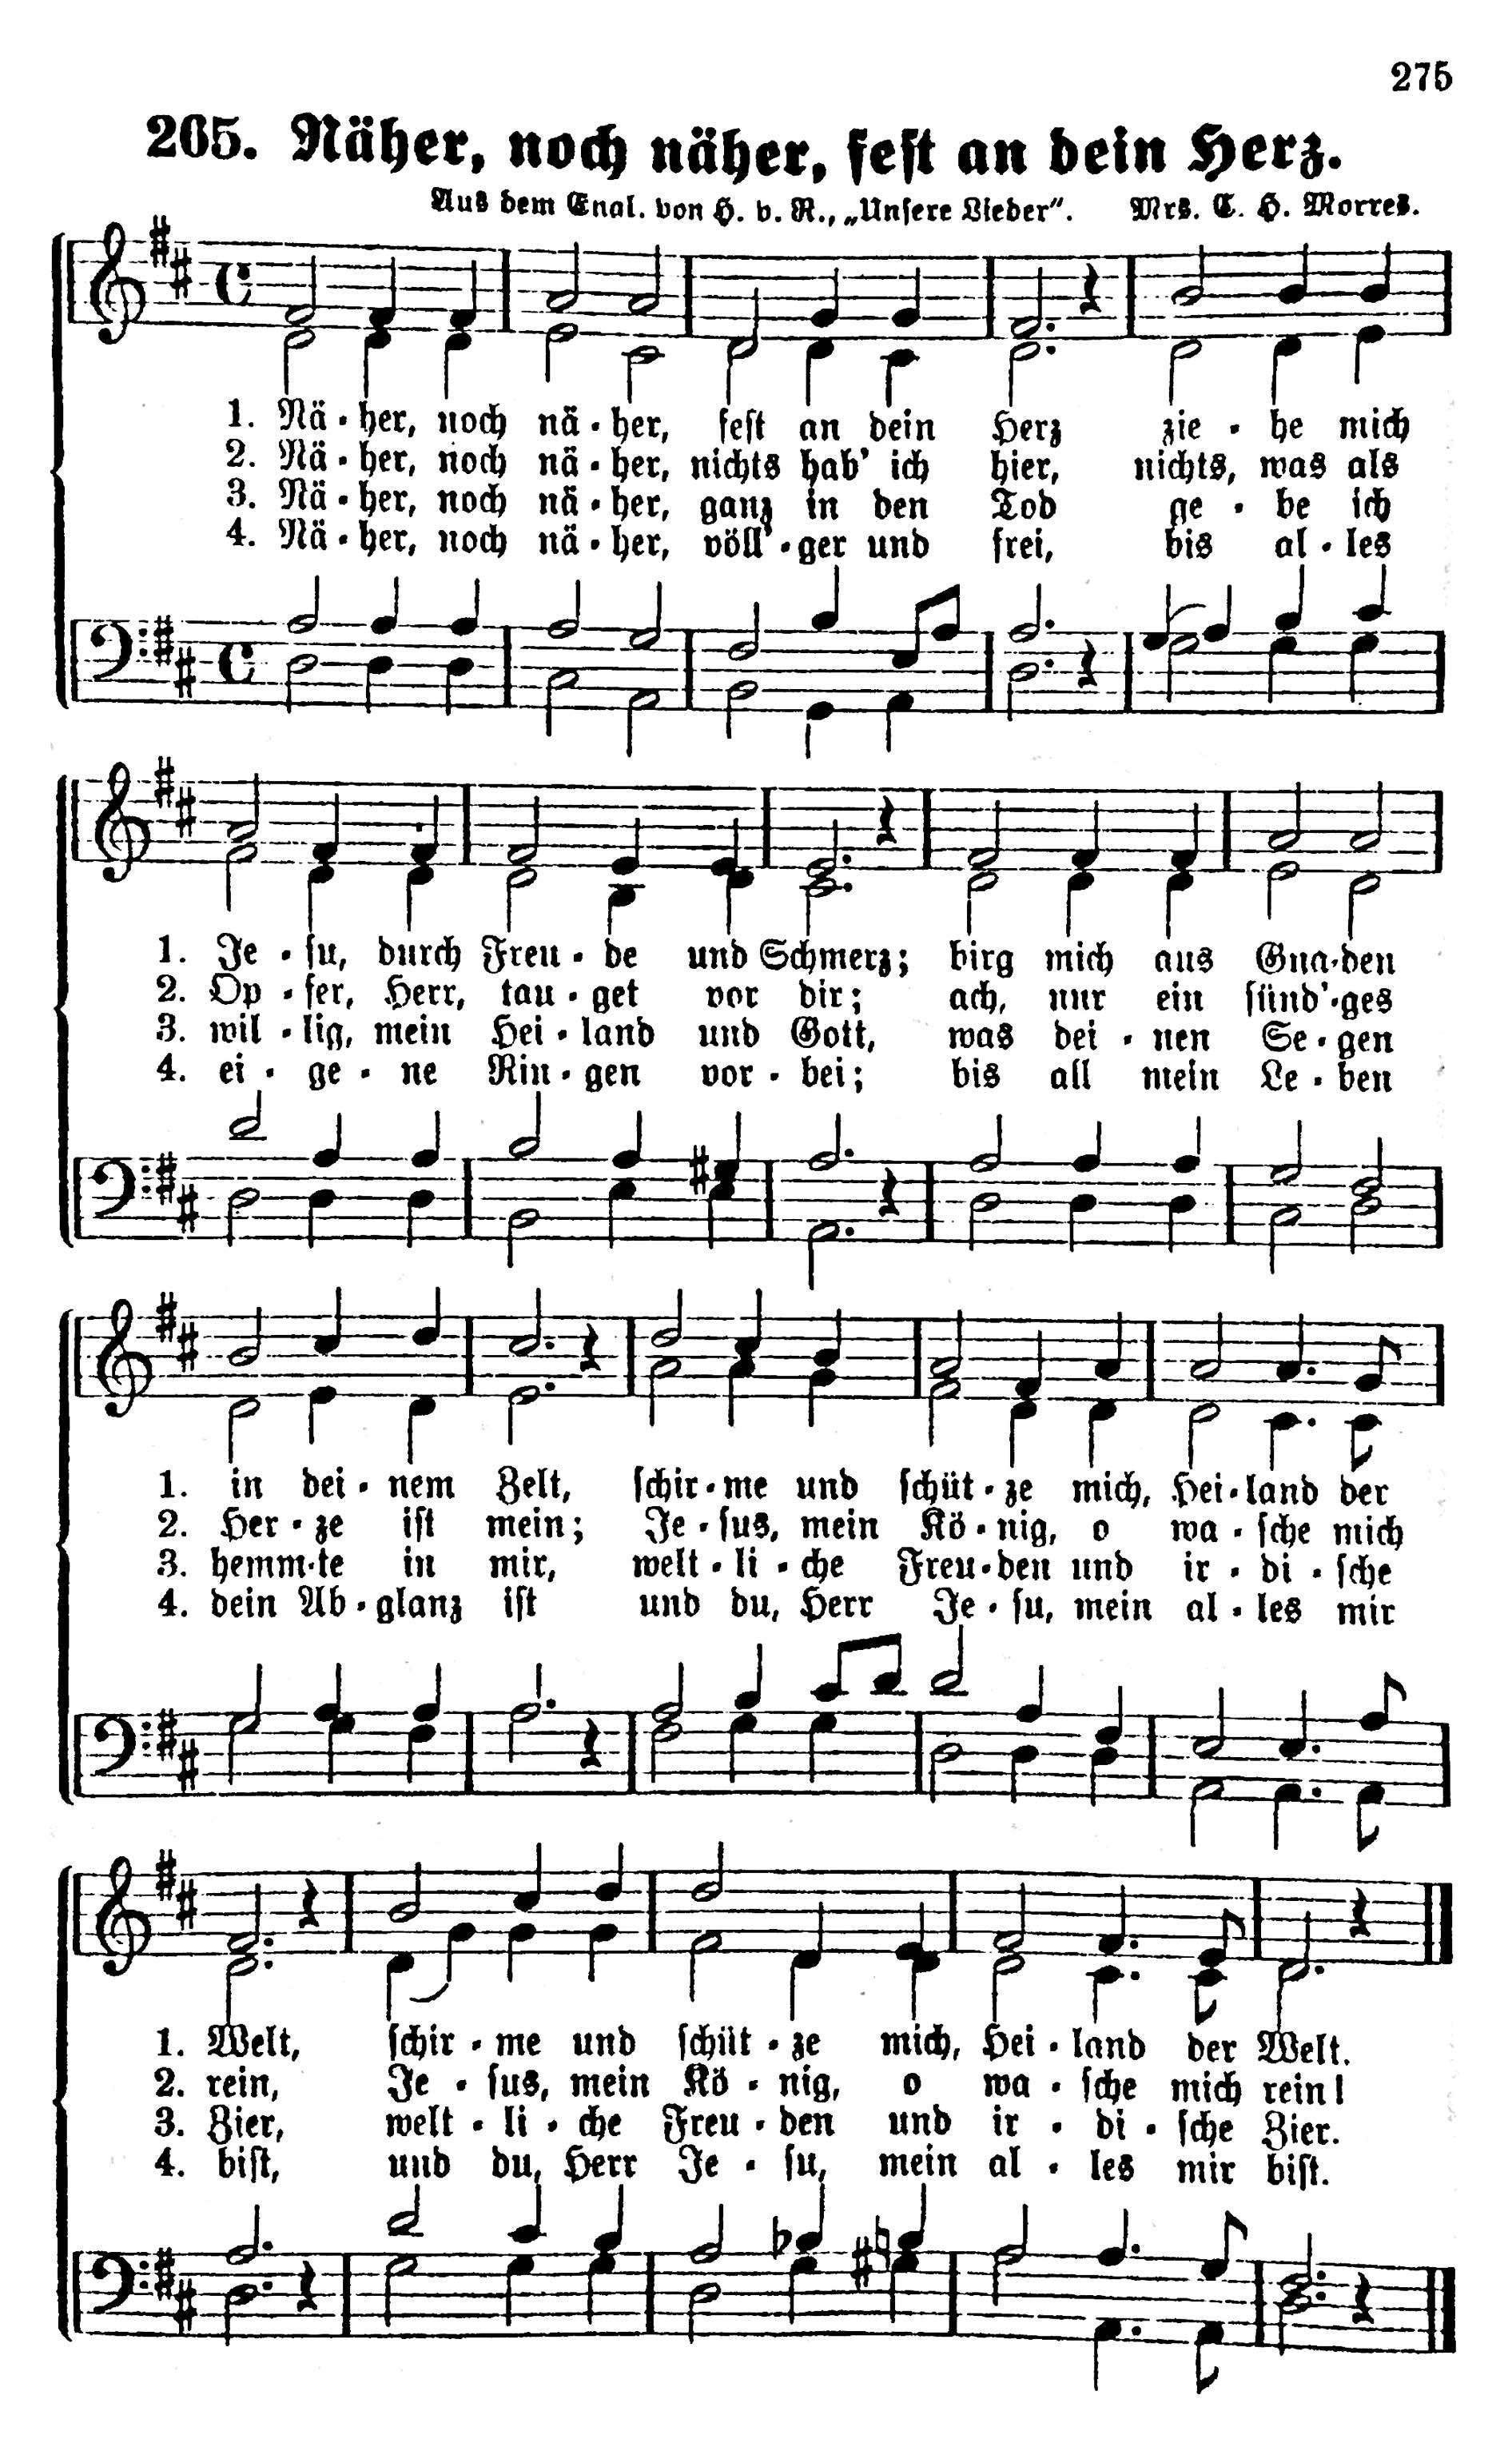 275
265. Näher, noch näher, fest an dein Herz.
Aus dem Enal. von H. v. R., „Unsere Lieder“. Mrs. C. H. Morres.
1. Nä-her, noch nä-her, fest an dein Herz zie-he mich
2. Nä-her, noch nä-her, nichts hab' ich hier, nichts, was als
3. Nä-her, noch nä-her, ganz in den Tod ge-be ich
4. Nä-her, noch nä-her, völl'-ger und frei, bis al-les
1. Je-su, durch Freu-de und Schmerz; birg mich aus Gna-den
2. Op-fer, Herr, tau-get vor dir; ach, nur ein sünd'-ges
3. wil-lig, mein Hei-land und Gott, was dei-nen Se-gen
4. ei-ge-ne Rin-gen vor-bei; bis all mein Le-ben
1. in dei-nem Zelt, schir-me und schüt-ze mich, Hei-land der
2. Her-ze ist mein; Je-sus, mein Kö-nig, o wa-sche mich
3. hemm-te in mir, welt-li-che Freu-den und ir-di-sche
4. dein Ab-glanz ist und du, Herr Je-su, mein al-les mir
1. Welt, schir-me und schüt-ze mich, Hei-land der Welt.
2. rein, Je-sus, mein Kö-nig, o wa-sche mich rein!
3. Zier, welt-li-che Freu-den und ir-di-sche Zier.
4. bist, und du, Herr Je-su, mein al-les mir bist.